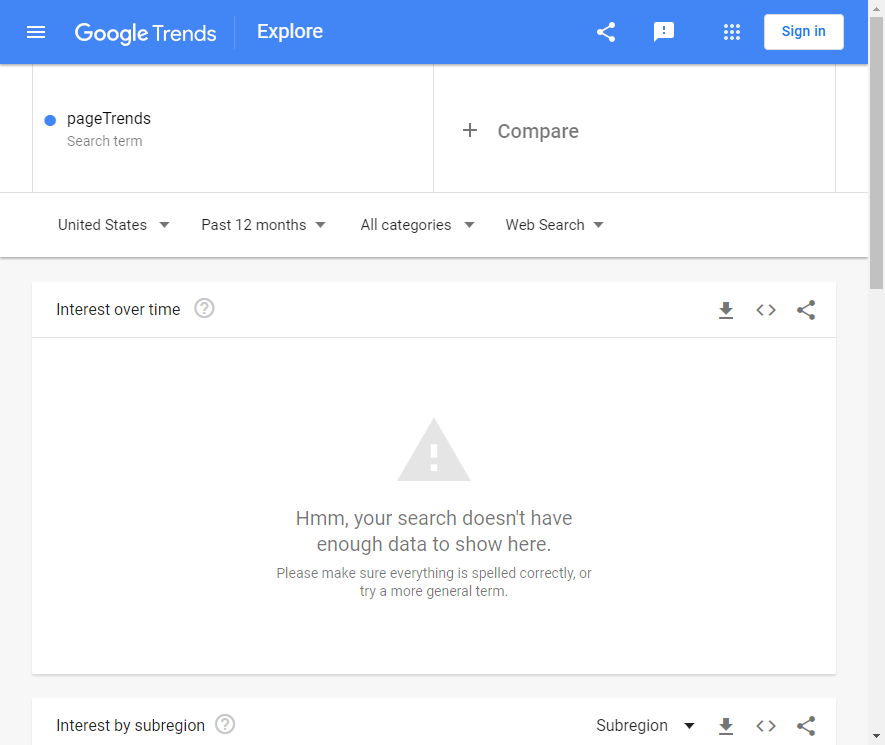 Google Trends
Explore
Sign in
pageTrends
Search term
Compare
United States
Past 12 months
All categories
Web Search
Interest over time
Hmm, your search doesn't have
enough data to show here.
Please make sure everything is spelled correctly, or
try a more general term.
Interest by subregion
Subregion